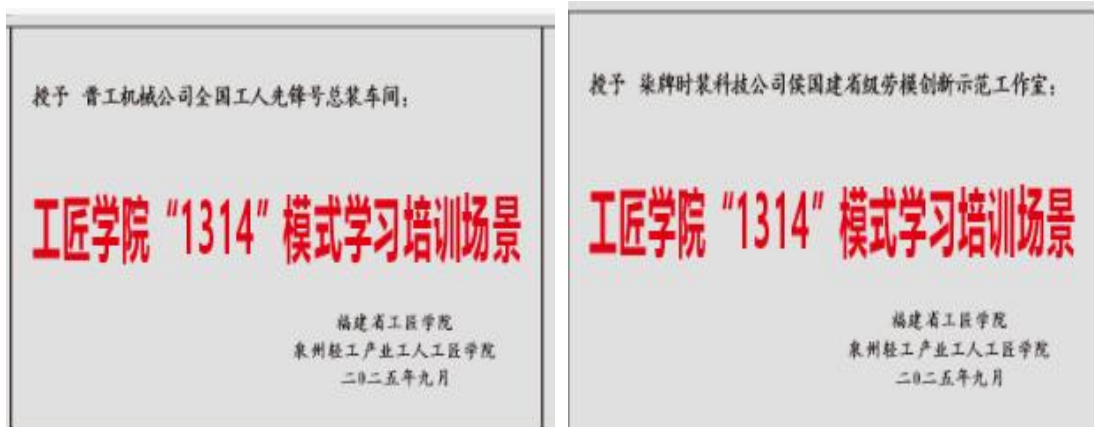 授予 晋工机械公司全国工人先锋号总装车间：
工匠学院“1314”模式学习培训场景
福建省工匠学院
泉州轻工产业工人工匠学院
二0二五年九月
授予 柒牌时装科技公司侯国建省级劳模创新示范工作室：
工匠学院“1314”模式学习培训场景
福建省工匠学院
泉州轻工产业工人工匠学院
二0二五年九月